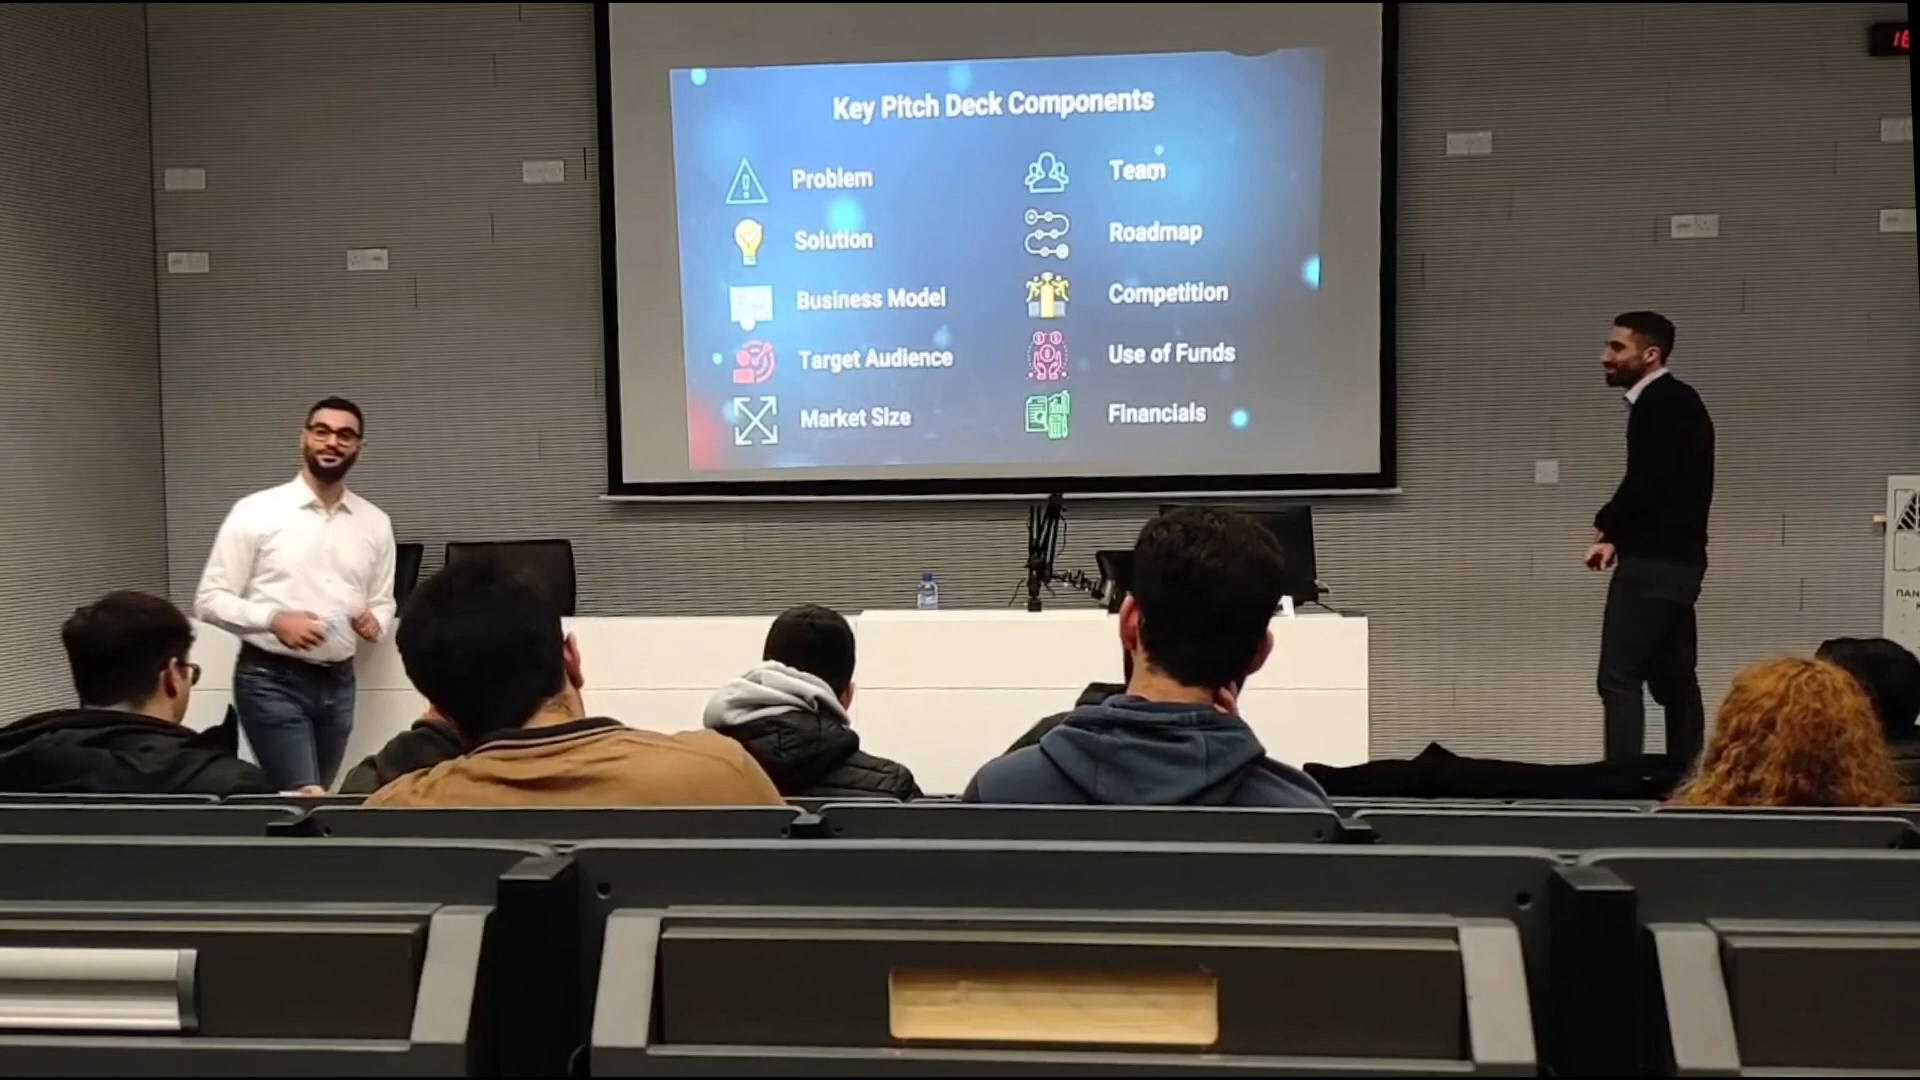 Key Pitch Deck Components
Problem
Solution
Business Model
Target Audience
Market Size
Team
Roadmap
Competition
Use of Funds
Financials